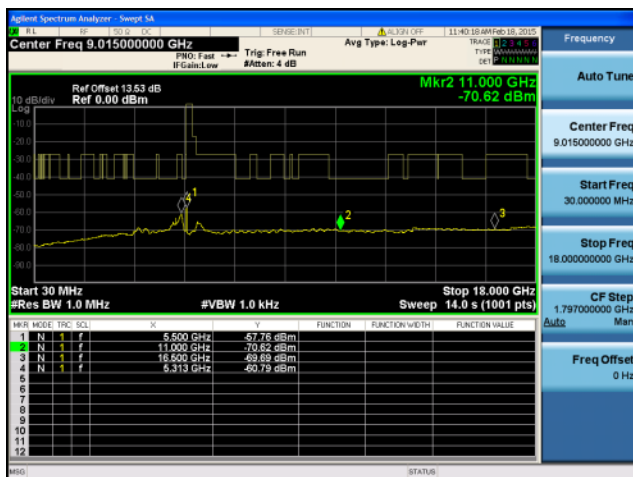 Agilent Spectrum Analyzer - Swept SA
RL RF 50 Ω DC SENSE:INT ALIGN OFF 11:40:18 AM Feb 18, 2015
Center Freq 9.015000000 GHz
PNO: Fast
IFGain:Low
Trig: Free Run
#Atten: 4 dB
Avg Type: Log-Pwr
TRACE 1 2 3 4 5 6
TYPE
DET P N N N N N
Ref Offset 13.53 dB
Ref 0.00 dBm
10 dB/div
Log
Mkr2 11.000 GHz
-70.62 dBm
-10.0
-20.0
-30.0
-40.0
-50.0
-60.0
-70.0
-80.0
-90.0
4
1
2
3
Start 30 MHz
Stop 18.000 GHz
#Res BW 1.0 MHz
#VBW 1.0 kHz
Sweep 14.0 s (1001 pts)
MKR MODE TRC SCL X Y FUNCTION FUNCTION WIDTH FUNCTION VALUE
1 N 1 f 5.500 GHz -57.76 dBm
2 N 1 f 11.000 GHz -70.62 dBm
3 N 1 f 16.500 GHz -69.69 dBm
4 N 1 f 5.313 GHz -60.79 dBm
5
6
7
8
9
10
11
12
MSG
STATUS
Frequency
Auto Tune
Center Freq
9.015000000 GHz
Start Freq
30.000000 MHz
Stop Freq
18.000000000 GHz
CF Step
1.797000000 GHz
Auto Man
Freq Offset
0 Hz